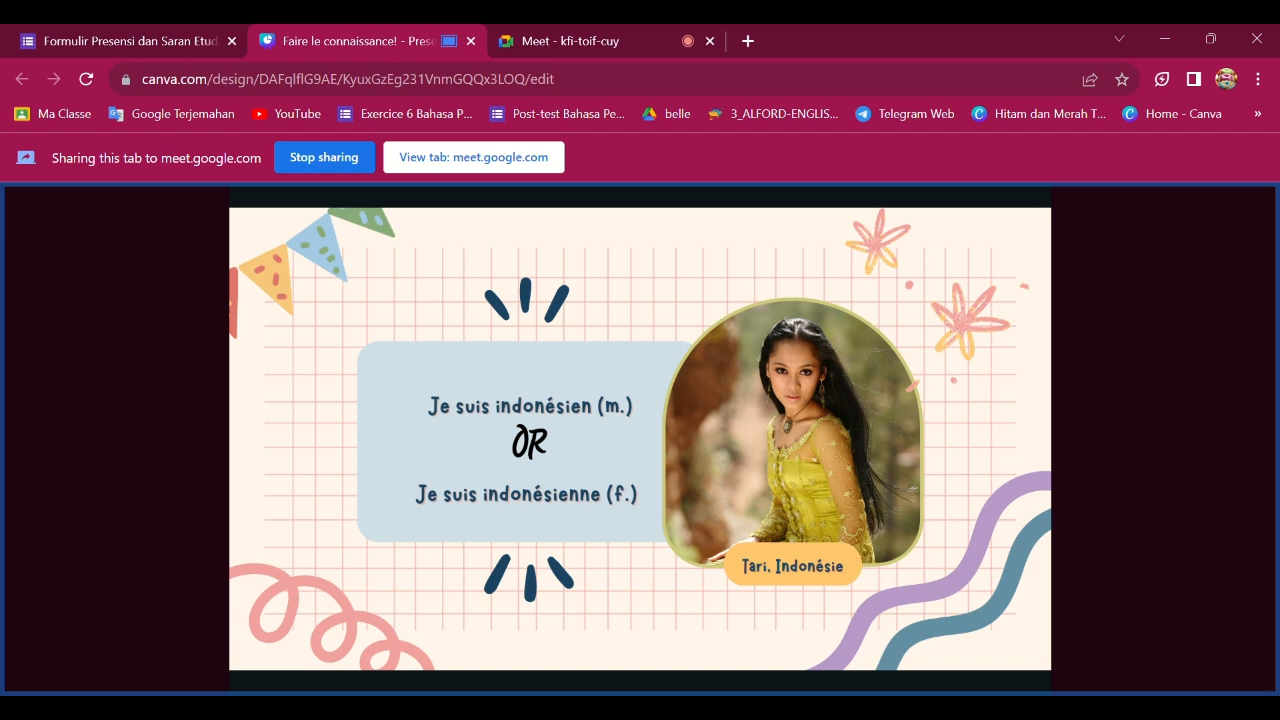 Formulir Presensi dan Saran Etud
Faire le connaissance! - Prese
Meet - kfi-toif-cuy
canva.com/design/DAFqlflG9AE/KyuxGzEg231VnmGQQx3LOQ/edit
Ma Classe
Google Terjemahan
YouTube
Exercice 6 Bahasa P...
Post-test Bahasa Pe...
belle
3_ALFORD-ENGLIS...
Telegram Web
Hitam dan Merah T...
Home - Canva
»
Sharing this tab to meet.google.com
Stop sharing
View tab: meet.google.com
Je suis indonésien (m.)
OR
Je suis indonésienne (f.)
Tari, Indonésie